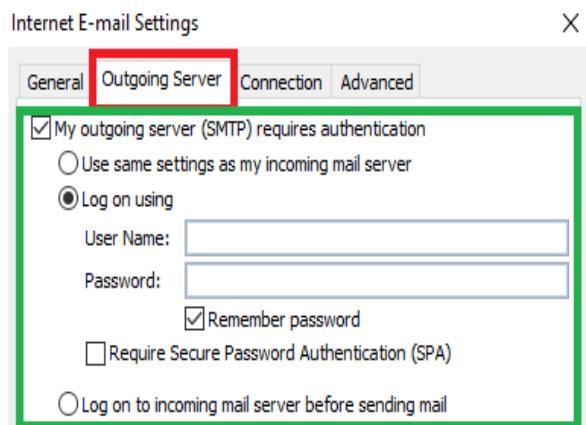 Internet E-mail Settings
General Outgoing Server Connection Advanced
My outgoing server (SMTP) requires authentication
Use same settings as my incoming mail server
Log on using
User Name:
Password:
Remember password
Require Secure Password Authentication (SPA)
Log on to incoming mail server before sending mail